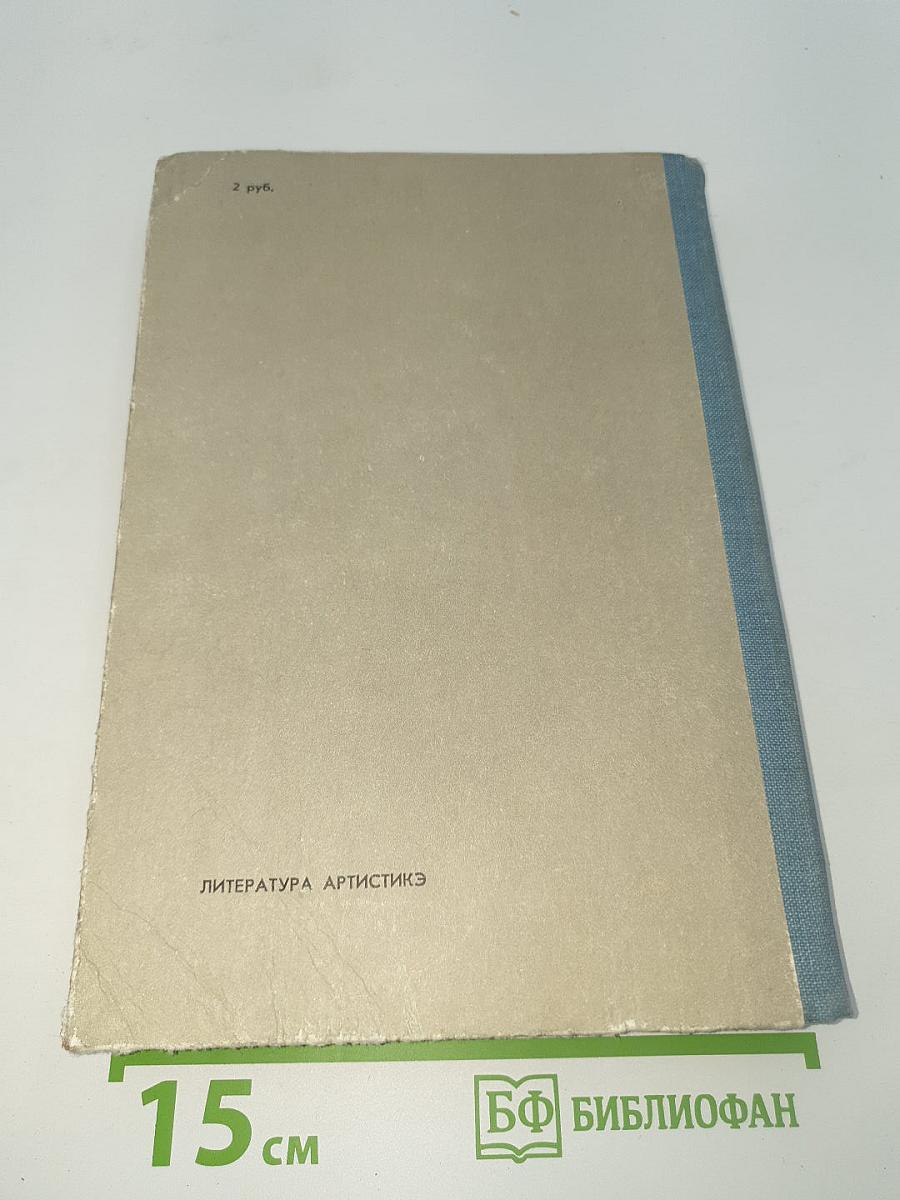 2 руб.
ЛИТЕРАТУРА АРТИСТИКЭ
15 см
БФ БИБЛИОФАН